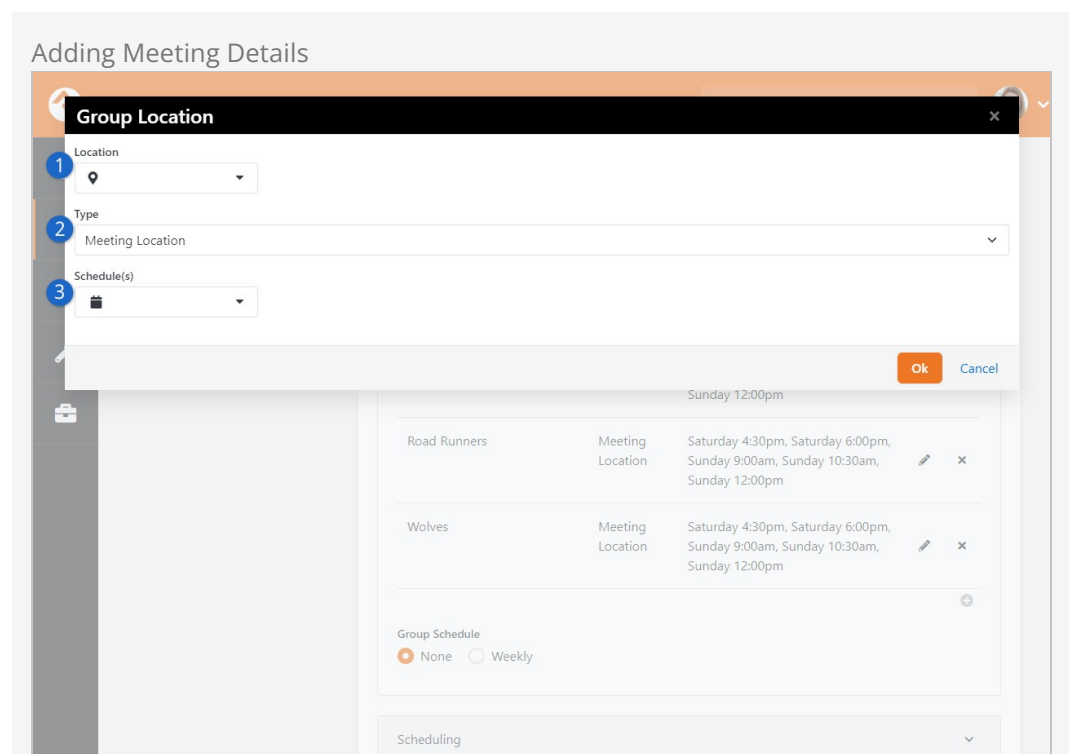 Adding Meeting Details
Group Location
×
Location
1
Type
2
Meeting Location
Schedule(s)
3
Ok Cancel
Sunday 12:00pm
Road Runners Meeting Saturday 4:30pm, Saturday 6:00pm,
Location Sunday 9:00am, Sunday 10:30am,
Sunday 12:00pm
Wolves Meeting Saturday 4:30pm, Saturday 6:00pm,
Location Sunday 9:00am, Sunday 10:30am,
Sunday 12:00pm
Group Schedule
None Weekly
Scheduling